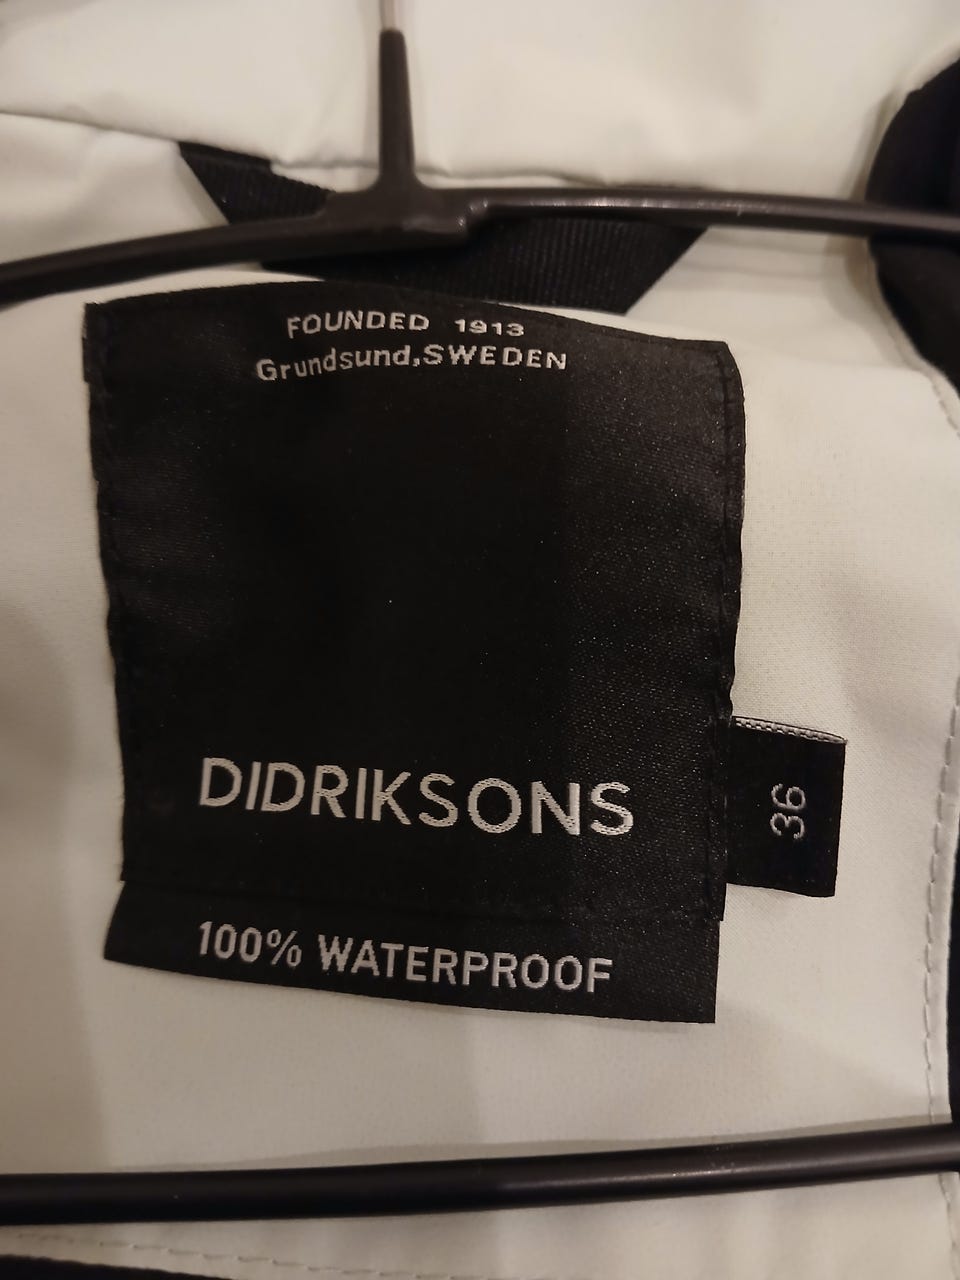 FOUNDED 1913
Grundsund,SWEDEN
DIDRIKSONS
36
100% WATERPROOF